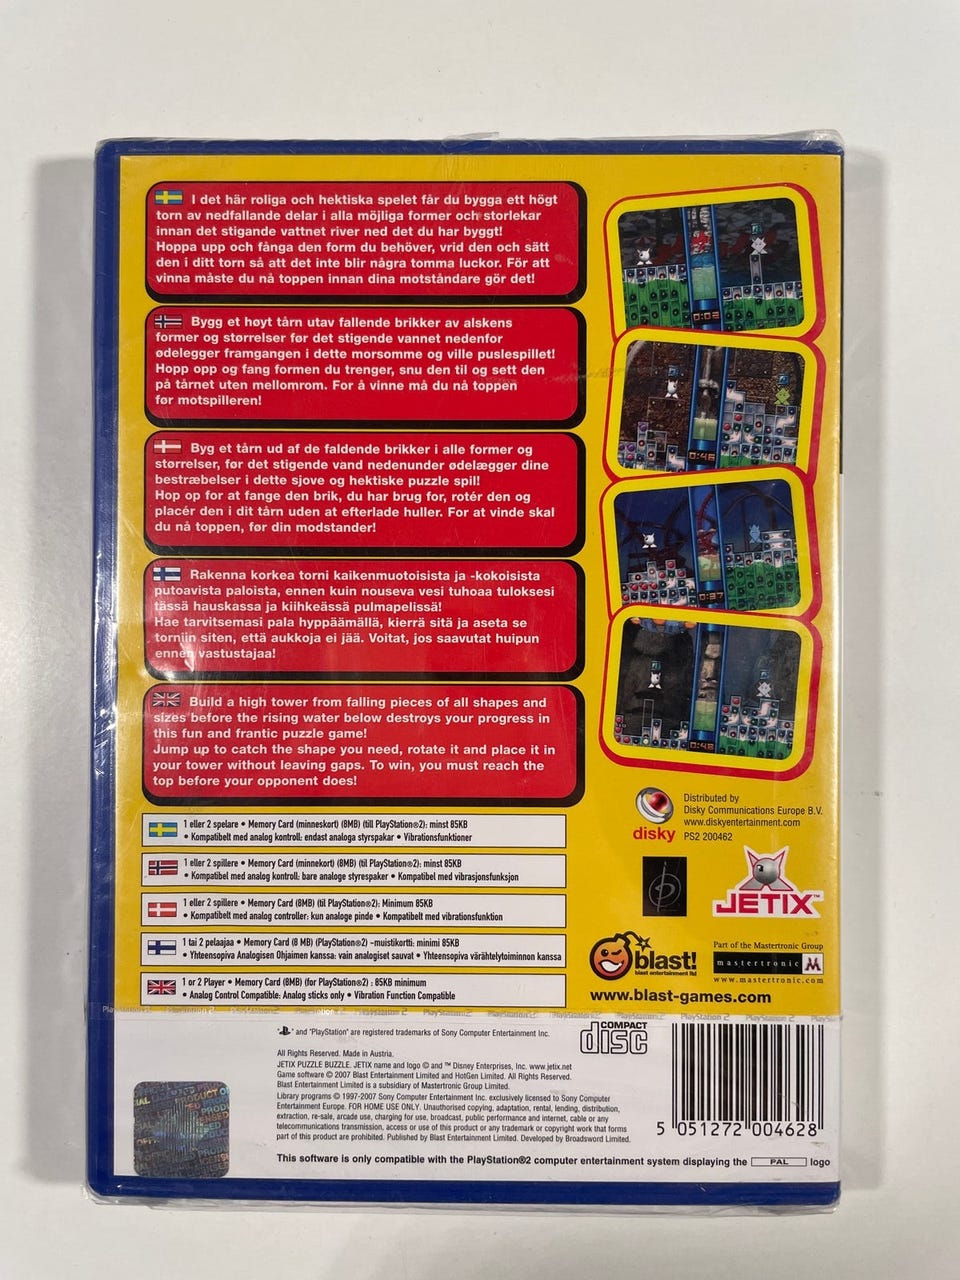 I det här roliga och hektiska spelet får du bygga ett högt
torn av nedfallande delar i alla möjliga former och storlekar
innan det stigande vattnet river ned det du har byggt!
Hoppa upp och fånga den form du behöver, vrid den och sätt
den i ditt torn så att det inte blir några tomma luckor. För att
vinna måste du nå toppen innan dina motståndare gör det!
Bygg et høyt tårn utav fallende brikker av alskens
former og størrelser før det stigende vannet nedenfor
ødelegger framgangen i dette morsomme og ville puslespillet!
Hopp opp og fang formen du trenger, snu den til og sett den
på tårnet uten mellomrom. For å vinne må du nå toppen
før motspilleren!
Byg et tårn ud af de faldende brikker i alle former og
størrelser, før det stigende vand nedenunder ødelægger dine
bestræbelser i dette sjove og hektiske puzzle spil!
Hop op for at fange den brik, du har brug for, rotér den og
placér den i dit tårn uden at efterlade huller. For at vinde skal
du nå toppen, før din modstander!
Rakenna korkea torni kaikenmuotoisista ja -kokoisista
putoavista paloista, ennen kuin nouseva vesi tuhoaa tuloksesi
tässä hauskassa ja kiihkeässä pulmapelissä!
Hae tarvitsemasi pala hyppäämällä, kierrä sitä ja aseta se
torniin siten, että aukkoja ei jää. Voitat, jos saavutat huipun
ennen vastustajaa!
Build a high tower from falling pieces of all shapes and
sizes before the rising water below destroys your progress in
this fun and frantic puzzle game!
Jump up to catch the shape you need, rotate it and place it in
your tower without leaving gaps. To win, you must reach the
top before your opponent does!
0:03
0:46
0:37
0:46
1 eller 2 spelare • Memory Card (minneskort) (8MB) (till PlayStation®2): minst 85KB
• Kompatibelt med analog kontroll: endast analoga styrspakar • Vibrationsfunktioner
1 eller 2 spillere • Memory Card (minnekort) (8MB) (til PlayStation®2): minst 85KB
• Kompatibel med analog kontroll: bare analoge styrespaker • Kompatibel med vibrasjonsfunksjon
1 eller 2 spillere • Memory Card (8MB) (til PlayStation®2): Minimum 85KB
• Kompatibelt med analog controller: kun analoge pinde • Kompatibelt med vibrationsfunktion
1 tai 2 pelaajaa • Memory Card (8 MB) (PlayStation®2) -muistikortti: minimi 85KB
• Yhteensopiva Analogisen Ohjaimen kanssa: vain analogiset sauvat • Yhteensopiva värähtelytoiminnon kanssa
1 or 2 Player • Memory Card (8MB) (for PlayStation®2) : 85KB minimum
• Analog Control Compatible: Analog sticks only • Vibration Function Compatible
Distributed by
Disky Communications Europe B.V.
www.diskyentertainment.com
PS2 200462
disky
JETIX™
blast!
blast entertainment ltd
www.blast-games.com
Part of the Mastertronic Group
mastertronic M
www.mastertronic.com
PlayStation 2 PlayStation 2 PlayStation 2 PlayStation 2 PlayStation 2 PlayStation 2
"PlayStation" are registered trademarks of Sony Computer Entertainment Inc.
COMPACT
disc
All Rights Reserved. Made in Austria.
JETIX PUZZLE BUZZLE. JETIX name and logo © and ™ Disney Enterprises, Inc. www.jetix.net
Game software © 2007 Blast Entertainment Limited and HotGen Limited. All Rights Reserved.
Blast Entertainment Limited is a subsidiary of Mastertronic Group Limited.
Library programs © 1997-2007 Sony Computer Entertainment Inc. exclusively licensed to Sony Computer
Entertainment Europe. FOR HOME USE ONLY. Unauthorised copying, adaptation, rental, lending, distribution,
extraction, re-sale, arcade use, charging for use, broadcast, public performance and internet, cable or any
telecommunications transmission, access or use of this product or any trademark or copyright work that forms
part of this product are prohibited. Published by Blast Entertainment Limited. Developed by Broadsword Limited.
5 051272 004628
This software is only compatible with the PlayStation®2 computer entertainment system displaying the PAL logo